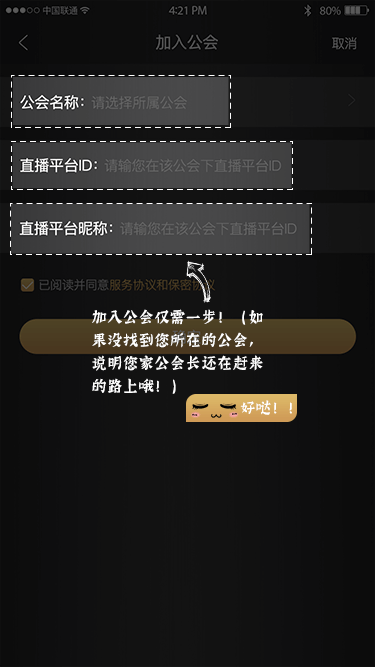 中国联通 4:21 PM 80%
加入公会 取消
公会名称: 请选择所属公会
直播平台ID: 请输您在该公会下直播平台ID
直播平台昵称: 请输您在该公会下直播平台ID
已阅读并同意服务协议和保密协议
加入公会仅需一步! (如
果没找到您所在的公会,
说明您家公会长还在赶来
的路上哦! )
好哒! !